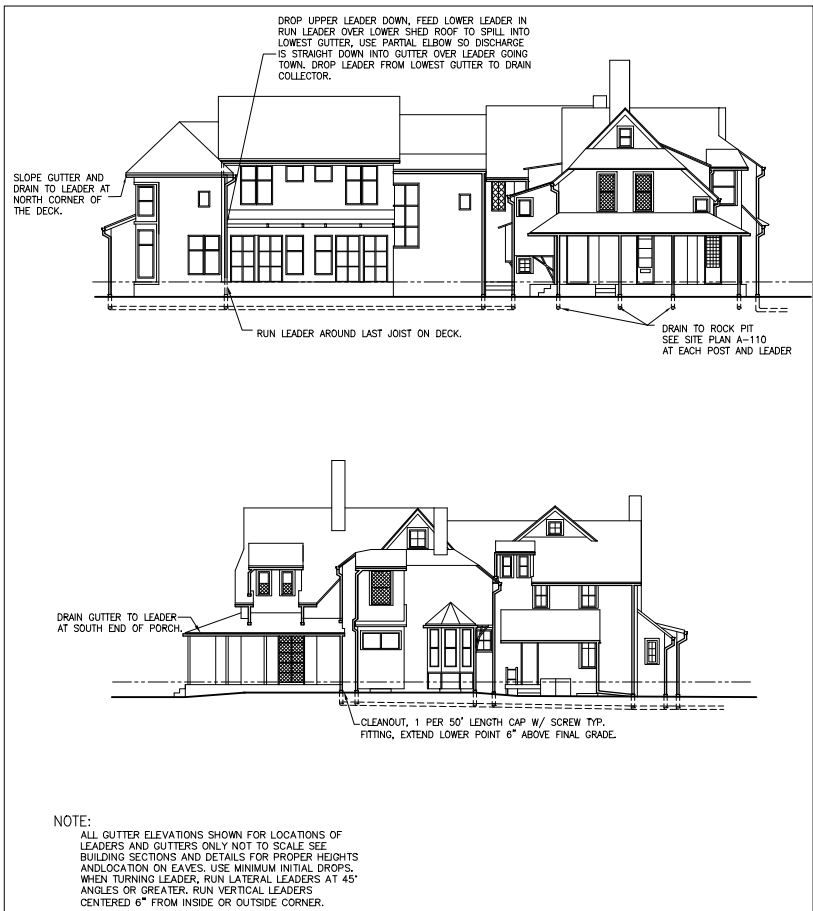 DROP UPPER LEADER DOWN, FEED LOWER LEADER IN
RUN LEADER OVER LOWER SHED ROOF TO SPILL INTO
LOWEST GUTTER, USE PARTIAL ELBOW SO DISCHARGE
IS STRAIGHT DOWN INTO GUTTER OVER LEADER GOING
TOWN. DROP LEADER FROM LOWEST GUTTER TO DRAIN
COLLECTOR.
SLOPE GUTTER AND
DRAIN TO LEADER AT
NORTH CORNER OF
THE DECK.
RUN LEADER AROUND LAST JOIST ON DECK.
DRAIN TO ROCK PIT
SEE SITE PLAN A-110
AT EACH POST AND LEADER
DRAIN GUTTER TO LEADER
AT SOUTH END OF PORCH.
CLEANOUT, 1 PER 50' LENGTH CAP W/ SCREW TYP.
FITTING, EXTEND LOWER POINT 6" ABOVE FINAL GRADE.
NOTE:
ALL GUTTER ELEVATIONS SHOWN FOR LOCATIONS OF
LEADERS AND GUTTERS ONLY NOT TO SCALE SEE
BUILDING SECTIONS AND DETAILS FOR PROPER HEIGHTS
ANDLOCATION ON EAVES. USE MINIMUM INITIAL DROPS.
WHEN TURNING LEADER, RUN LATERAL LEADERS AT 45°
ANGLES OR GREATER. RUN VERTICAL LEADERS
CENTERED 6" FROM INSIDE OR OUTSIDE CORNER.